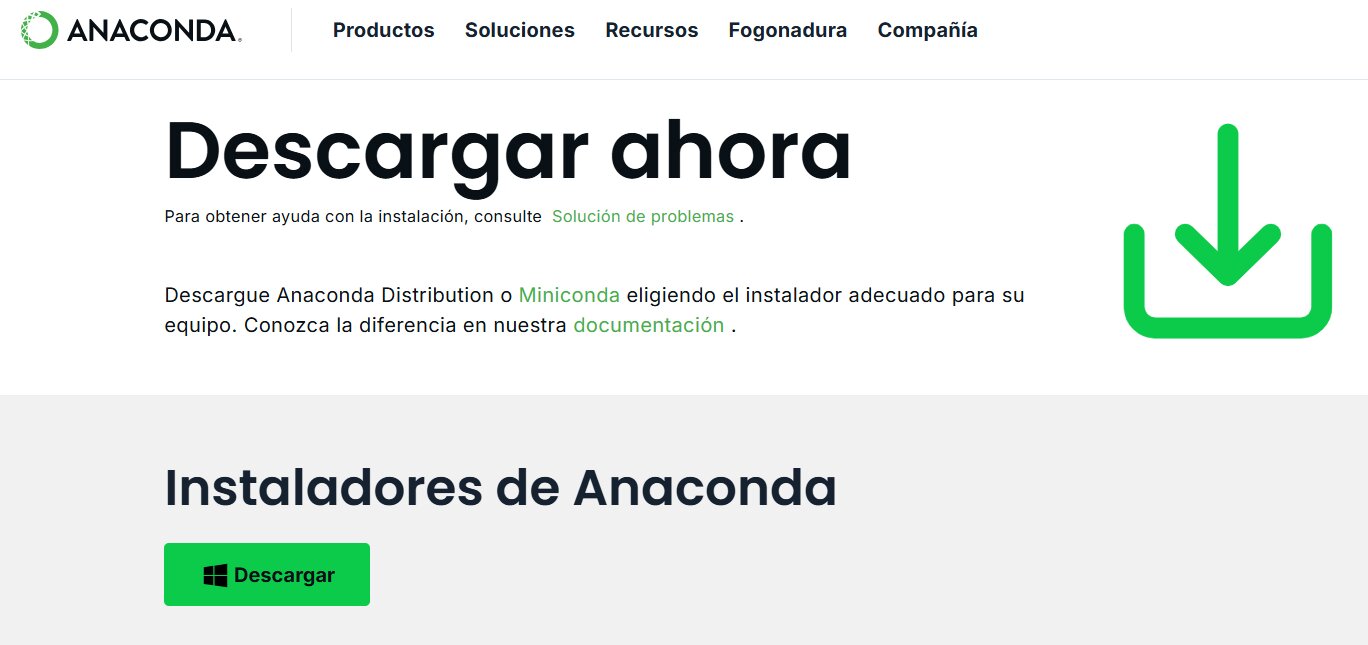 ANACONDA.
Productos Soluciones Recursos Fogonadura Compañía
Descargar ahora
Para obtener ayuda con la instalación, consulte Solución de problemas .
Descargue Anaconda Distribution o Miniconda eligiendo el instalador adecuado para su
equipo. Conozca la diferencia en nuestra documentación .
Instaladores de Anaconda
Descargar